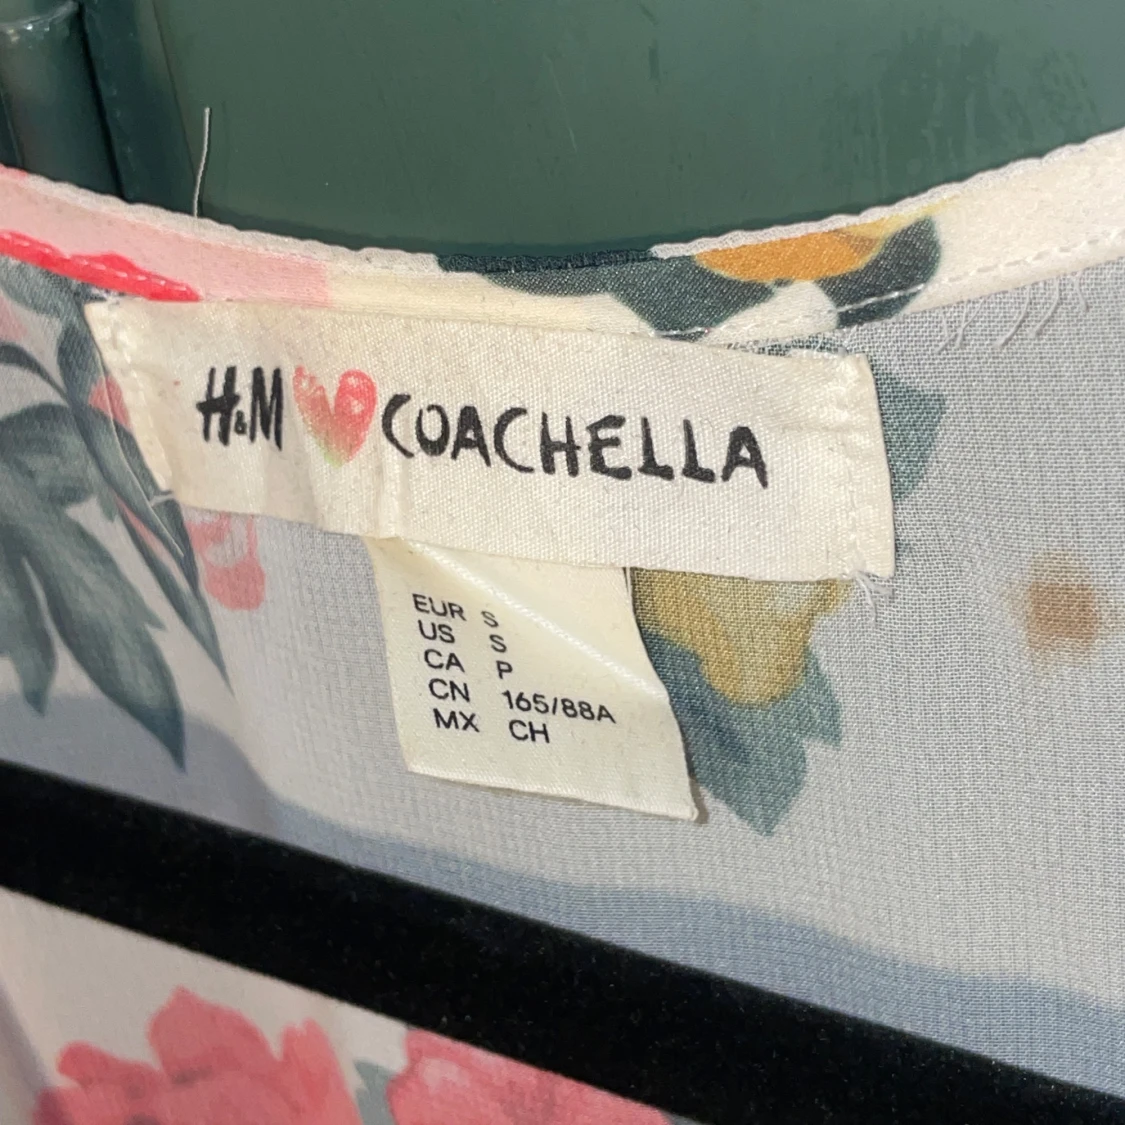 H&M COACHELLA
EUR S
US S
CA P
CN 165/88A
MX CH